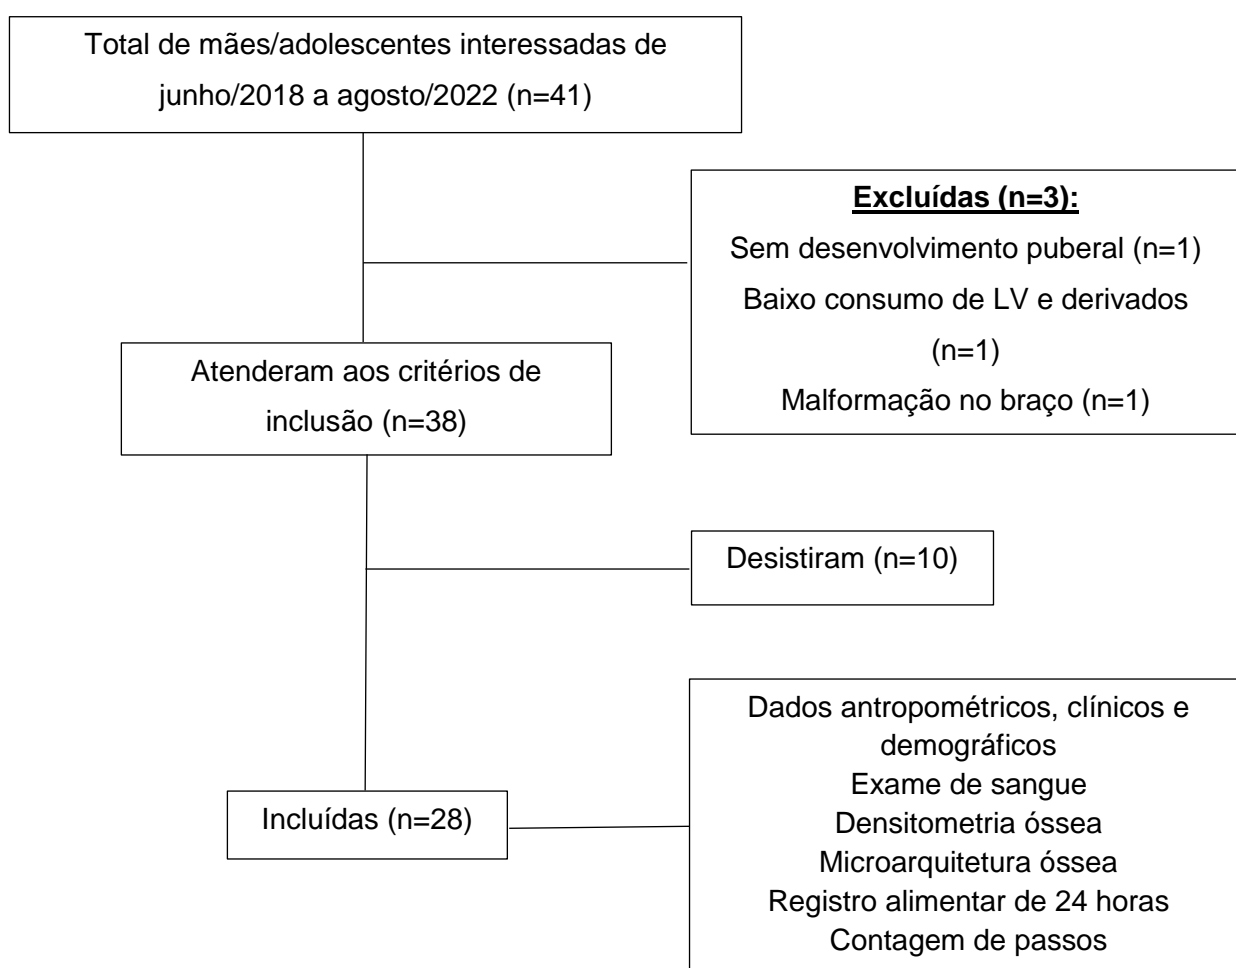 Total de mães/adolescentes interessadas de
junho/2018 a agosto/2022 (n=41)
Excluídas (n=3):
Sem desenvolvimento puberal (n=1)
Baixo consumo de LV e derivados
(n=1)
Malformação no braço (n=1)
Atenderam aos critérios de
inclusão (n=38)
Desistiram (n=10)
Incluídas (n=28)
Dados antropométricos, clínicos e
demográficos
Exame de sangue
Densitometria óssea
Microarquitetura óssea
Registro alimentar de 24 horas
Contagem de passos